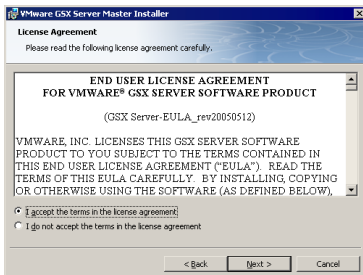 VMware GSX Server Master Installer
License Agreement
Please read the following license agreement carefully.
END USER LICENSE AGREEMENT
FOR VMWARE® GSX SERVER SOFTWARE PRODUCT
(GSX Server-EULA_rev20050512)
VMWARE, INC. LICENSES THIS GSX SERVER SOFTWARE
PRODUCT TO YOU SUBJECT TO THE TERMS CONTAINED IN
THIS END USER LICENSE AGREEMENT ("EULA"). READ THE
TERMS OF THIS EULA CAREFULLY. BY INSTALLING, COPYING
OR OTHERWISE USING THE SOFTWARE (AS DEFINED BELOW),
I accept the terms in the license agreement
I do not accept the terms in the license agreement
< Back Next > Cancel